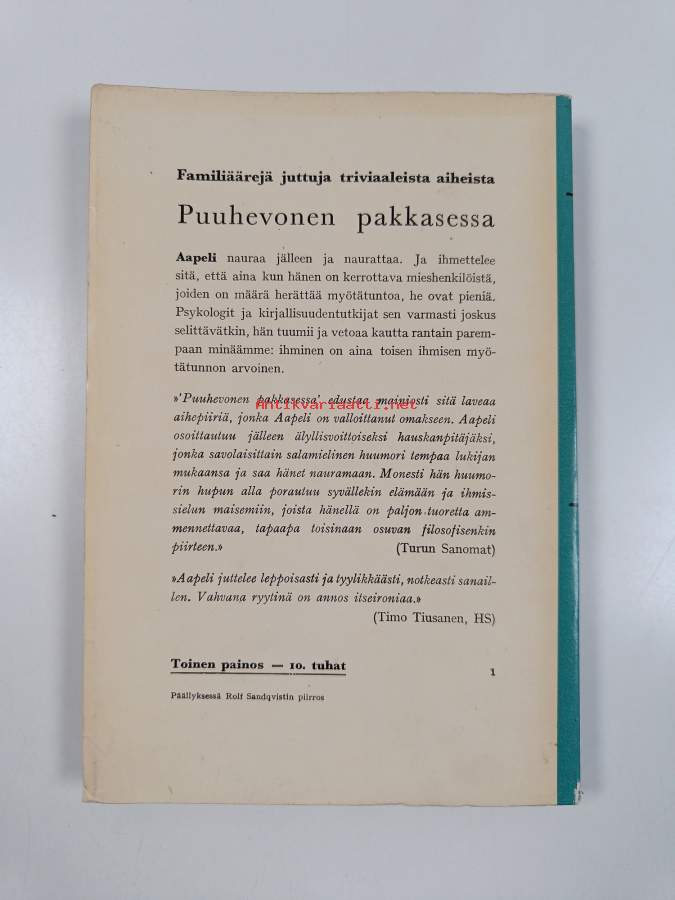 Familiäärejä juttuja triviaaleista aiheista
Puuhevonen pakkasessa
Aapeli nauraa jälleen ja naurattaa. Ja ihmettelee
sitä, että aina kun hänen on kerrottava mieshenkilöistä,
joiden on määrä herättää myötätuntoa, he ovat pieniä.
Psykologit ja kirjallisuudentutkijat sen varmasti joskus
selittävätkin, hän tuumii ja vetoaa kautta rantain parem-
paan minäämme: ihminen on aina toisen ihmisen myö-
tätunnon arvoinen.
»'Puuhevonen pakkasessa' edustaa mainiosti sitä laveaa
Antikvariaatti.net
aihepiiriä, jonka Aapeli on valloittanut omakseen. Aapeli
osoittautuu jälleen älyllisvoittoiseksi hauskanpitäjäksi,
jonka savolaisittain salamielinen huumori tempaa lukijan
mukaansa ja saa hänet nauramaan. Monesti hän huumo-
rin hupun alla porautuu syvällekin elämään ja ihmis-
sielun maisemiin, joista hänellä on paljon tuoretta am-
mennettavaa, tapaapa toisinaan osuvan filosofisenkin
piirteen.» (Turun Sanomat)
»Aapeli juttelee leppoisasti ja tyylikkäästi, notkeasti sanail-
len. Vahvana ryytinä on annos itseironiaa.»
(Timo Tiusanen, HS)
Toinen painos — 10. tuhat 1
Päällyksessä Rolf Sandqvistin piirros